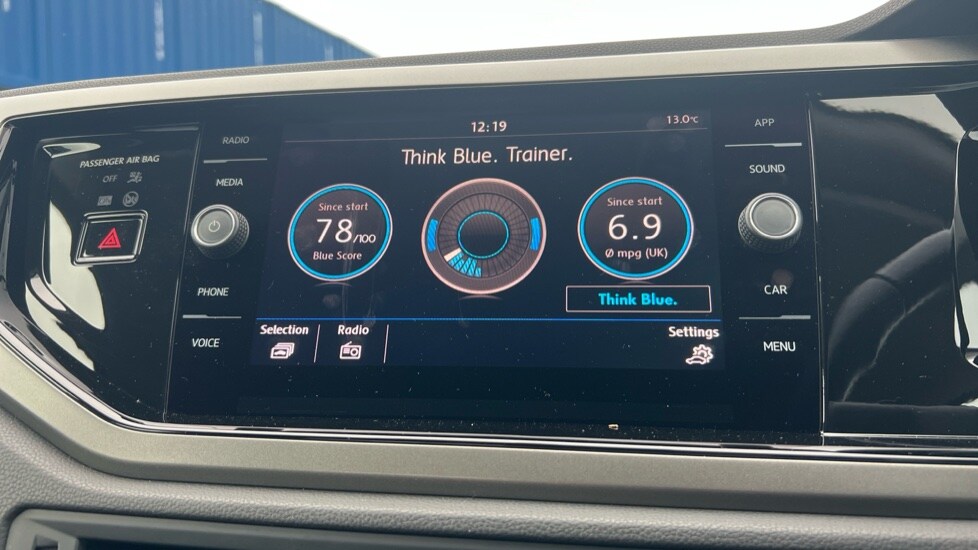 12:19
13.0°C
Think Blue. Trainer.
PASSENGER AIR BAG
OFF
RADIO
MEDIA
PHONE
VOICE
Since start
78/100
Blue Score
Since start
6.9
Ø mpg (UK)
Think Blue.
Selection
Radio
Settings
APP
SOUND
CAR
MENU